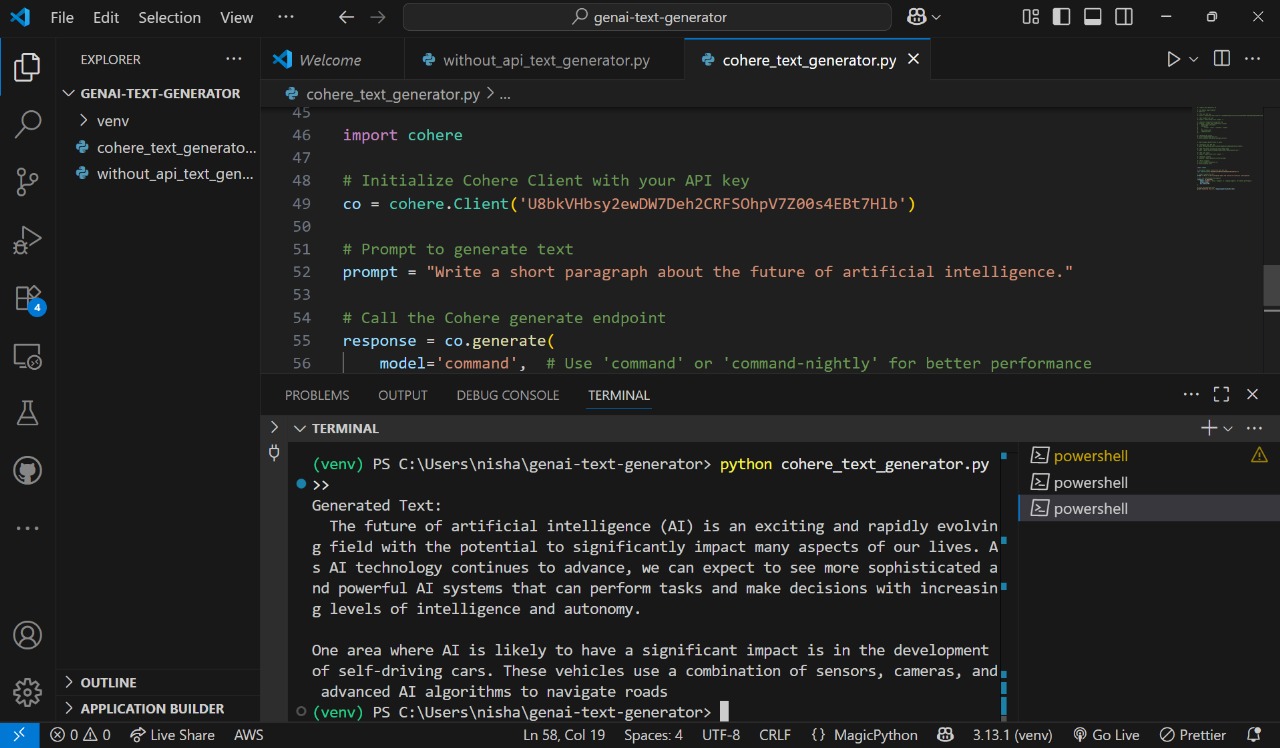 File Edit Selection View ... genai-text-generator
EXPLORER ...
GENAI-TEXT-GENERATOR
venv
cohere_text_generato...
without_api_text_gen...
OUTLINE
APPLICATION BUILDER
4
Welcome without_api_text_generator.py cohere_text_generator.py
cohere_text_generator.py > ...
45
46 import cohere
47
48 # Initialize Cohere Client with your API key
49 co = cohere.Client('U8bkVHbsy2ewDW7Deh2CRFSOhpV7Z00s4EBt7Hlb')
50
51 # Prompt to generate text
52 prompt = "Write a short paragraph about the future of artificial intelligence."
53
54 # Call the Cohere generate endpoint
55 response = co.generate(
56 model='command', # Use 'command' or 'command-nightly' for better performance
PROBLEMS OUTPUT DEBUG CONSOLE TERMINAL
TERMINAL
(venv) PS C:\Users\nisha\genai-text-generator> python cohere_text_generator.py
>>
Generated Text:
The future of artificial intelligence (AI) is an exciting and rapidly evolvin
g field with the potential to significantly impact many aspects of our lives. A
s AI technology continues to advance, we can expect to see more sophisticated a
nd powerful AI systems that can perform tasks and make decisions with increasin
g levels of intelligence and autonomy.
One area where AI is likely to have a significant impact is in the development
of self-driving cars. These vehicles use a combination of sensors, cameras, and
advanced AI algorithms to navigate roads
(venv) PS C:\Users\nisha\genai-text-generator>
powershell
powershell
powershell
0 0 Live Share AWS Ln 58, Col 19 Spaces: 4 UTF-8 CRLF {} MagicPython 3.13.1 (venv) Go Live Prettier